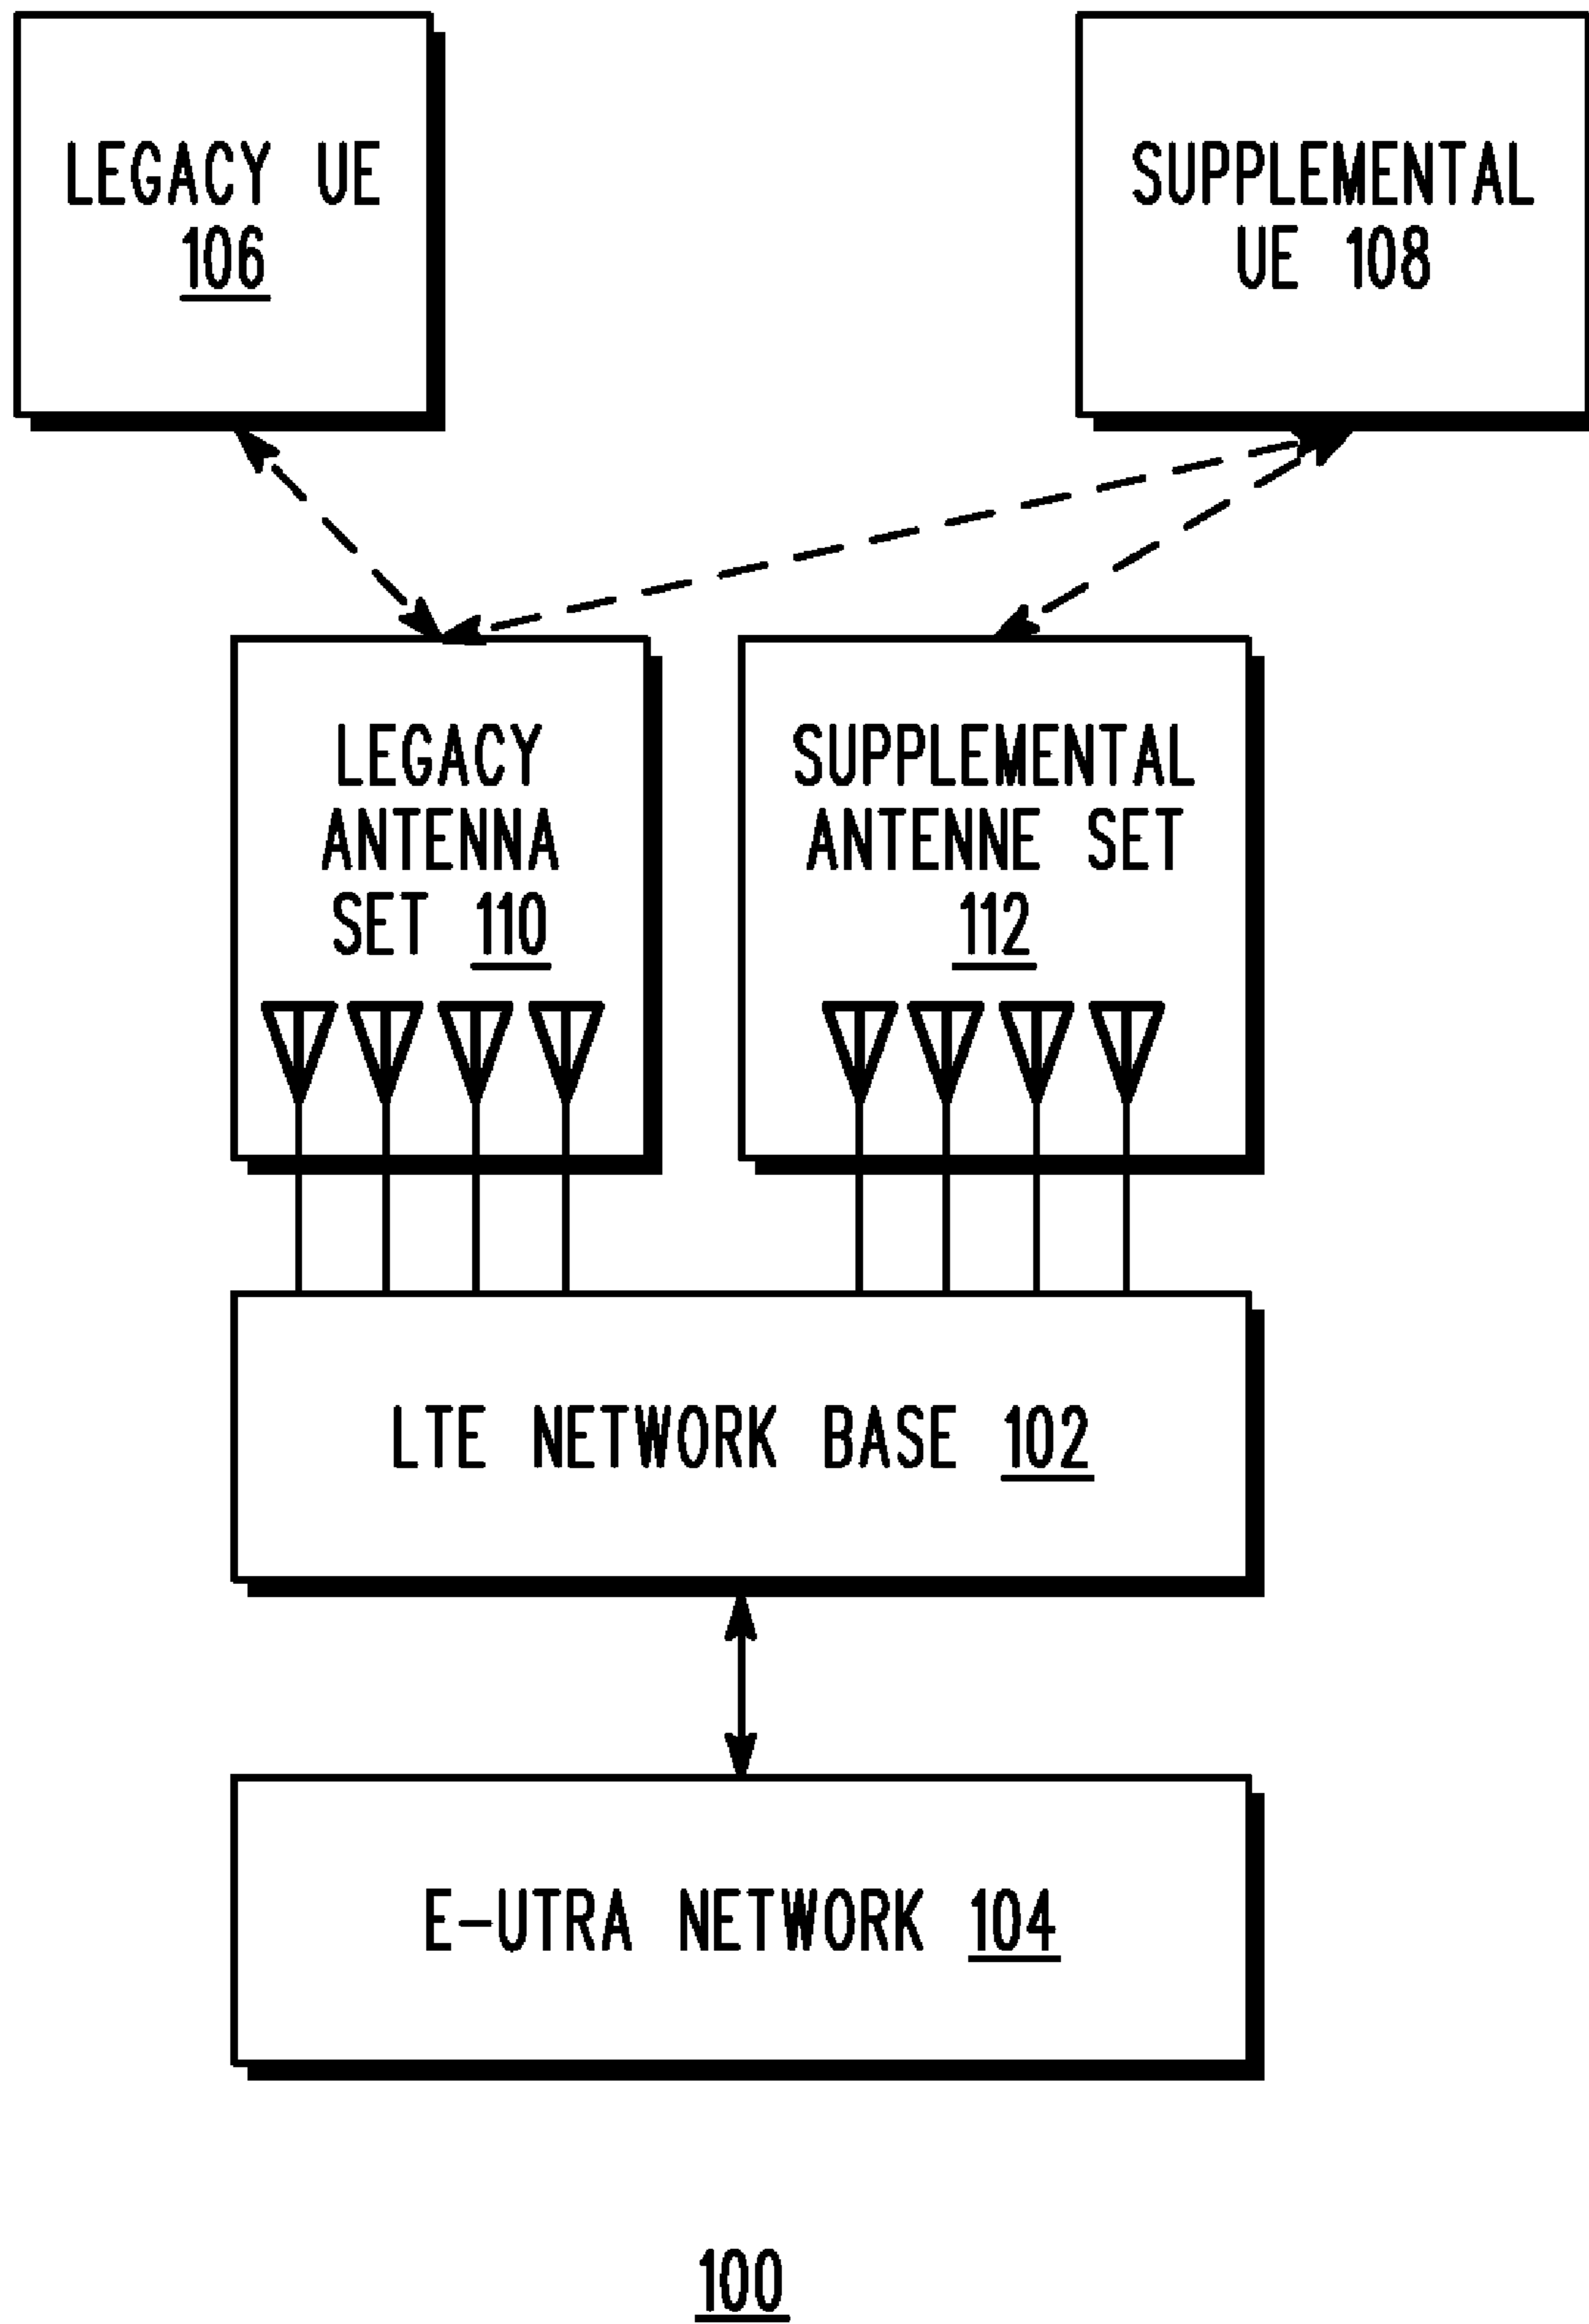 LEGACY UE
106
SUPPLEMENTAL
UE 108
LEGACY
ANTENNA
SET 110
SUPPLEMENTAL
ANTENNE SET
112
LTE NETWORK BASE 102
E-UTRA NETWORK 104
100